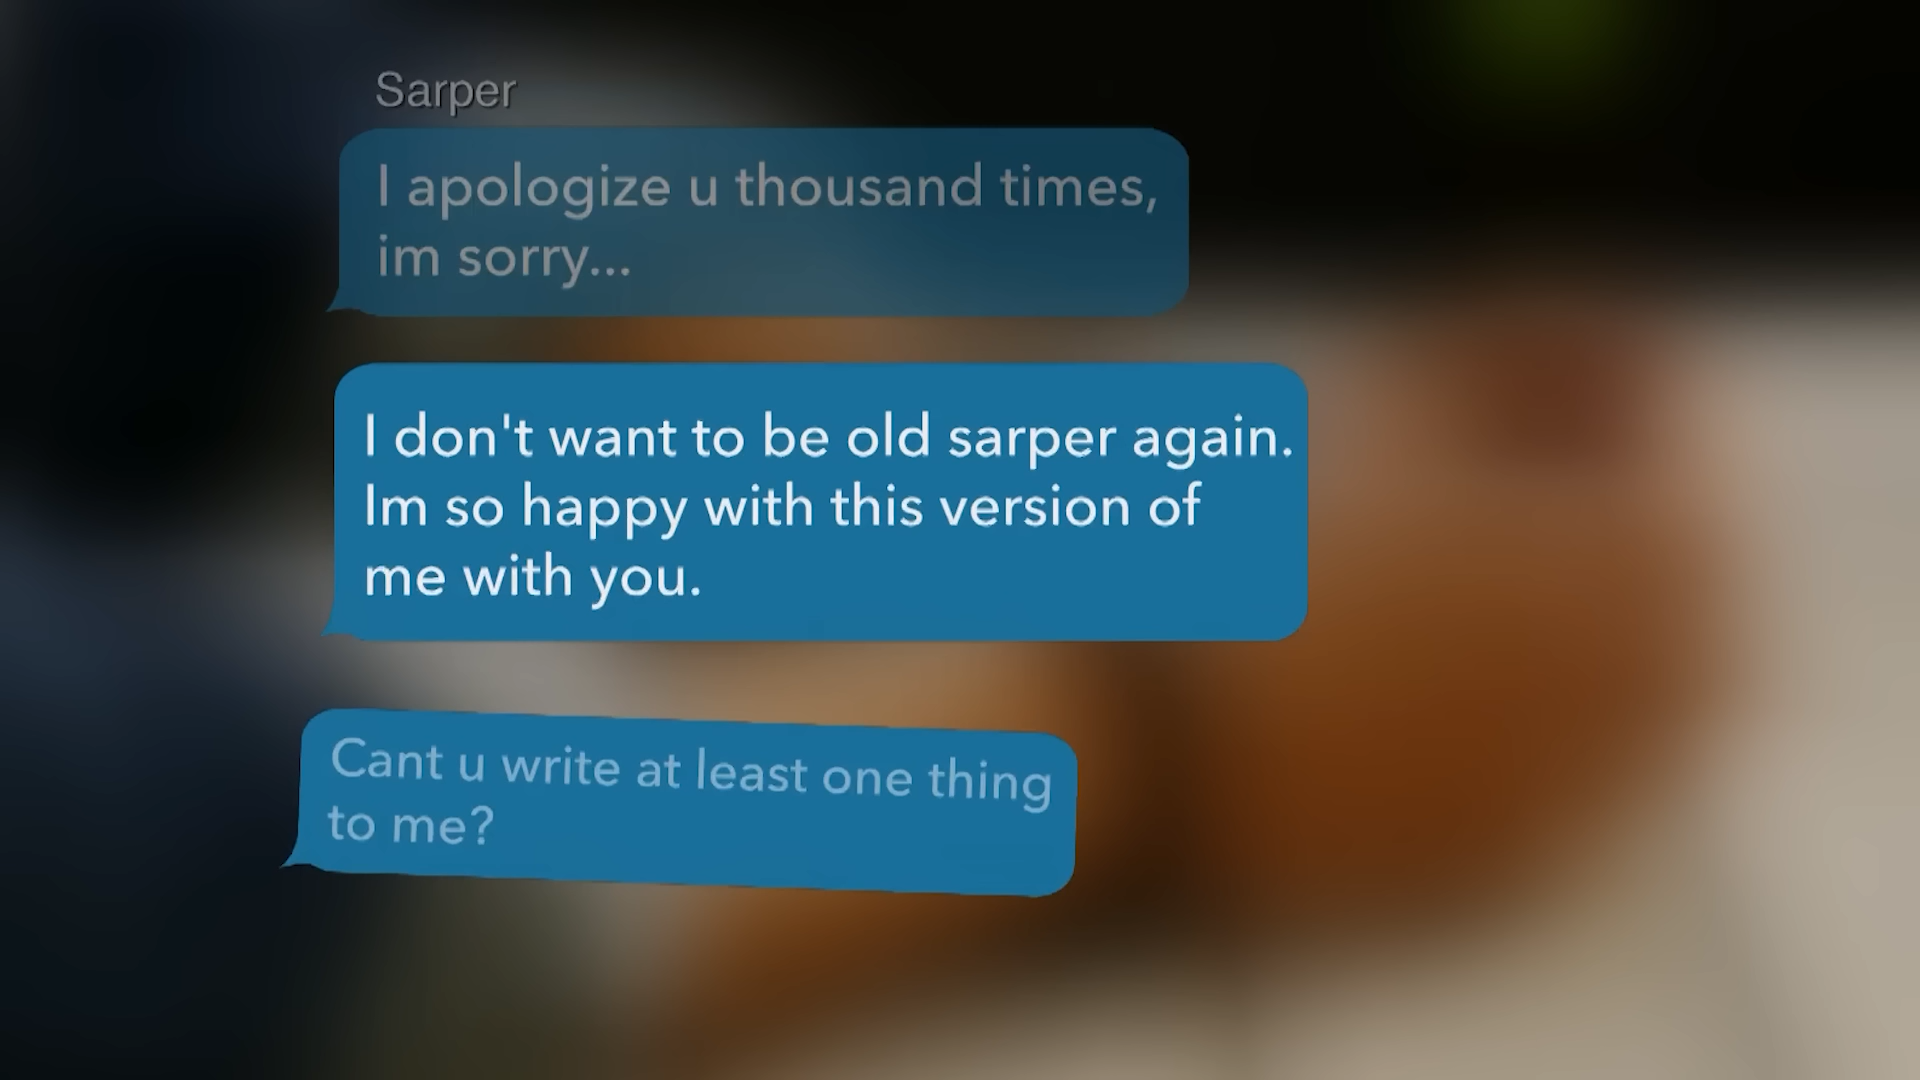 Sarper
I apologize u thousand times,
im sorry...
I don't want to be old sarper again.
Im so happy with this version of
me with you.
Cant u write at least one thing
to me?